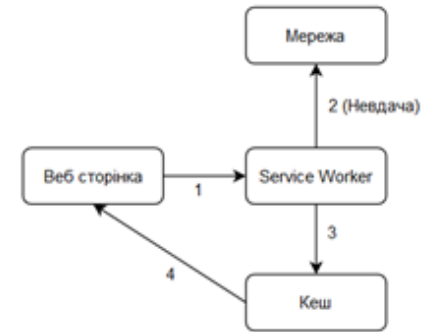 Мережа
2 (Невдача)
Веб сторінка
1
Service Worker
3
4
Кеш